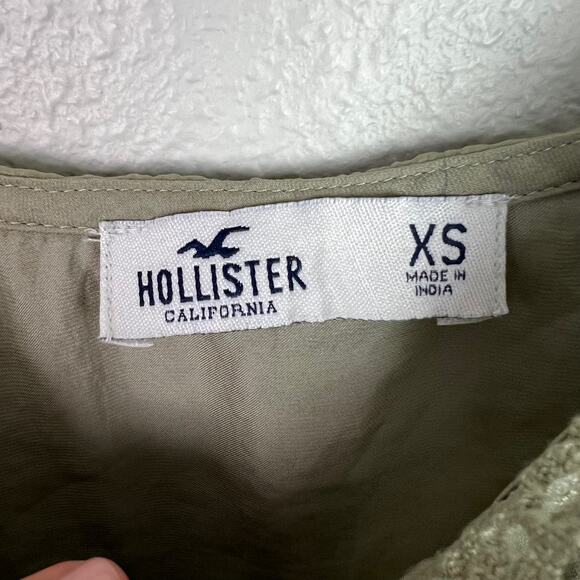 HOLLISTER
CALIFORNIA
XS
MADE IN
INDIA